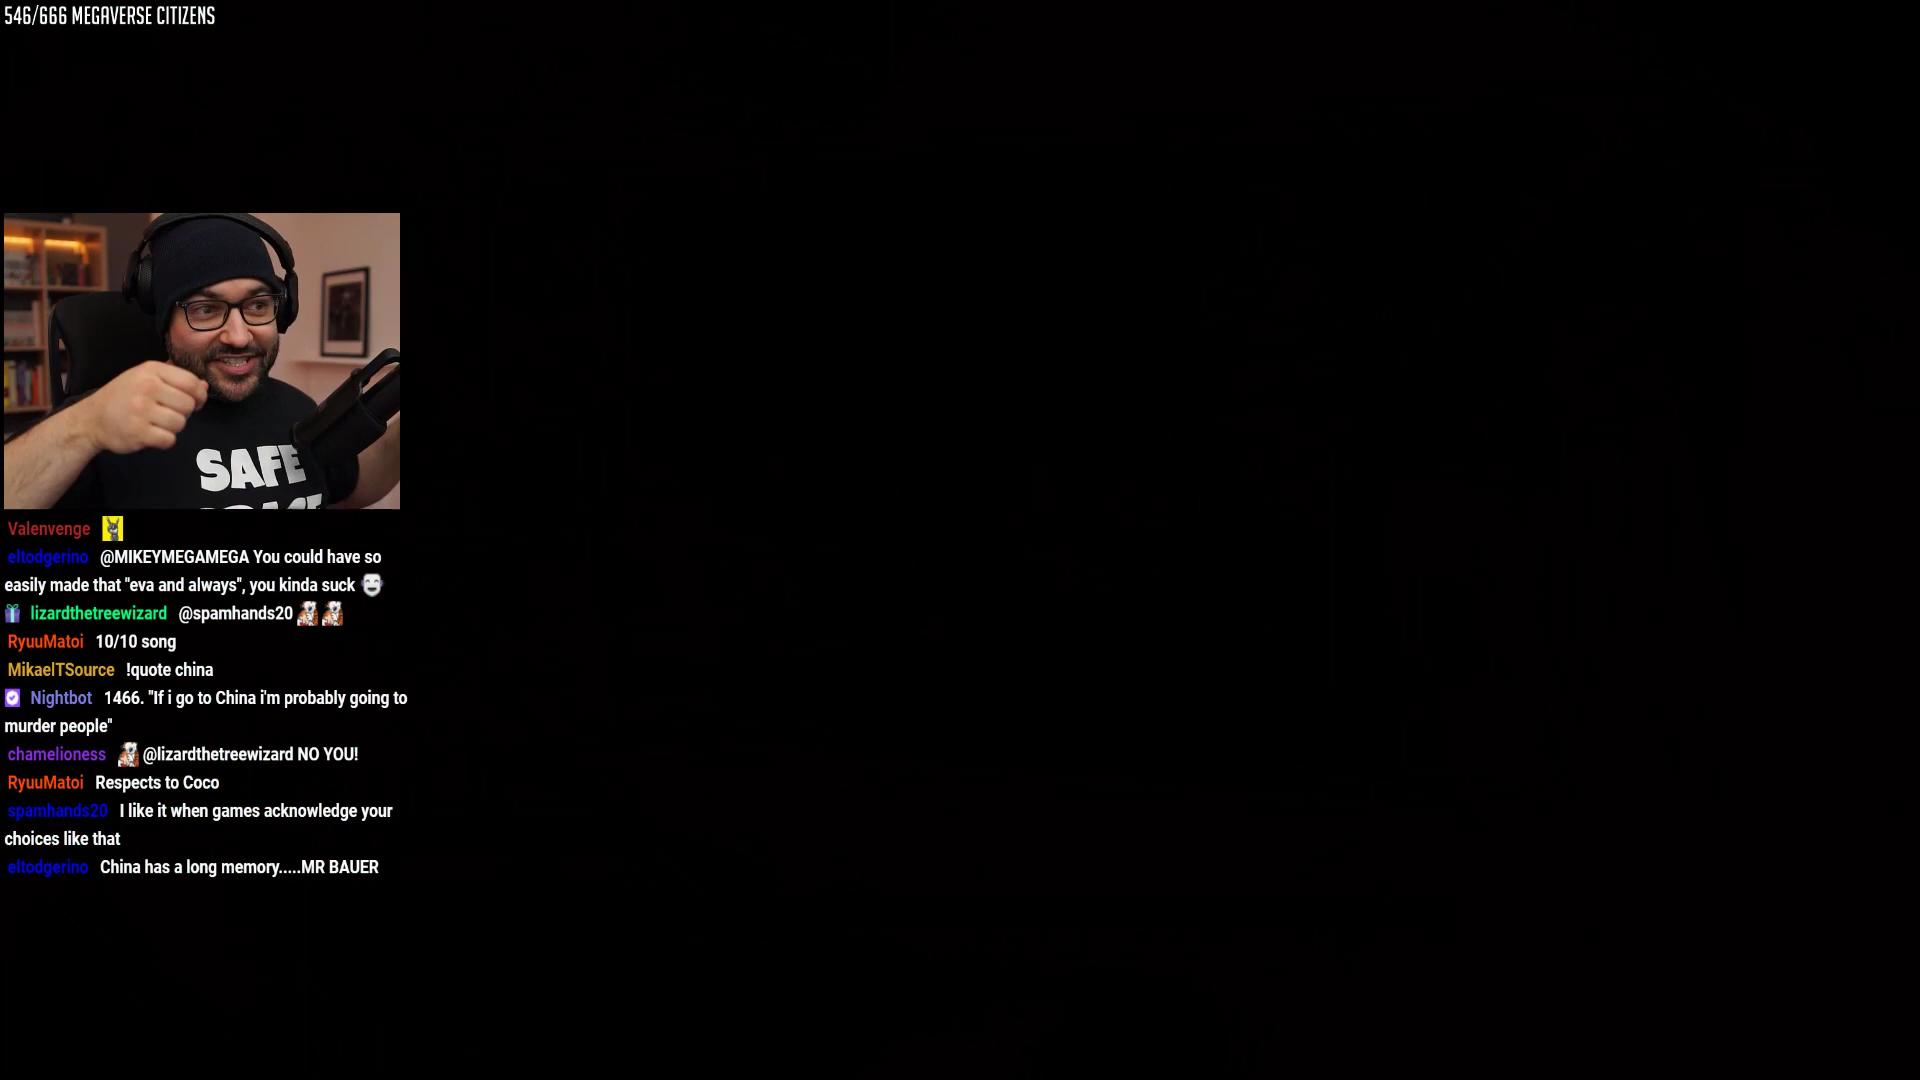 546/666 MEGAVERSE CITIZENS
SAFE
Valenvenge
eltodgerino @MIKEYMEGAMEGA You could have so
easily made that "eva and always", you kinda suck
lizardthetreewizard @spamhands20
RyuuMatoi 10/10 song
MikaelTSource !quote china
Nightbot 1466. "If i go to China i'm probably going to
murder people"
chamelioness @lizardthetreewizard NO YOU!
RyuuMatoi Respects to Coco
spamhands20 I like it when games acknowledge your
choices like that
eltodgerino China has a long memory.....MR BAUER